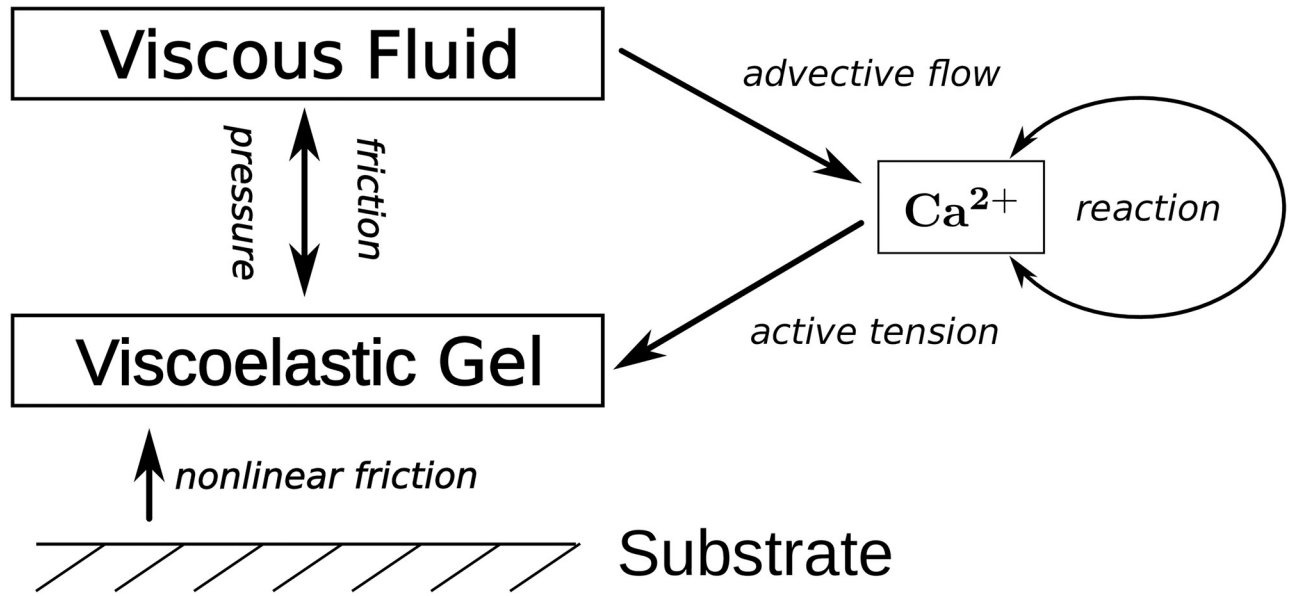 Viscous Fluid
advective flow
pressure
friction
Ca²⁺
reaction
active tension
Viscoelastic Gel
nonlinear friction
Substrate